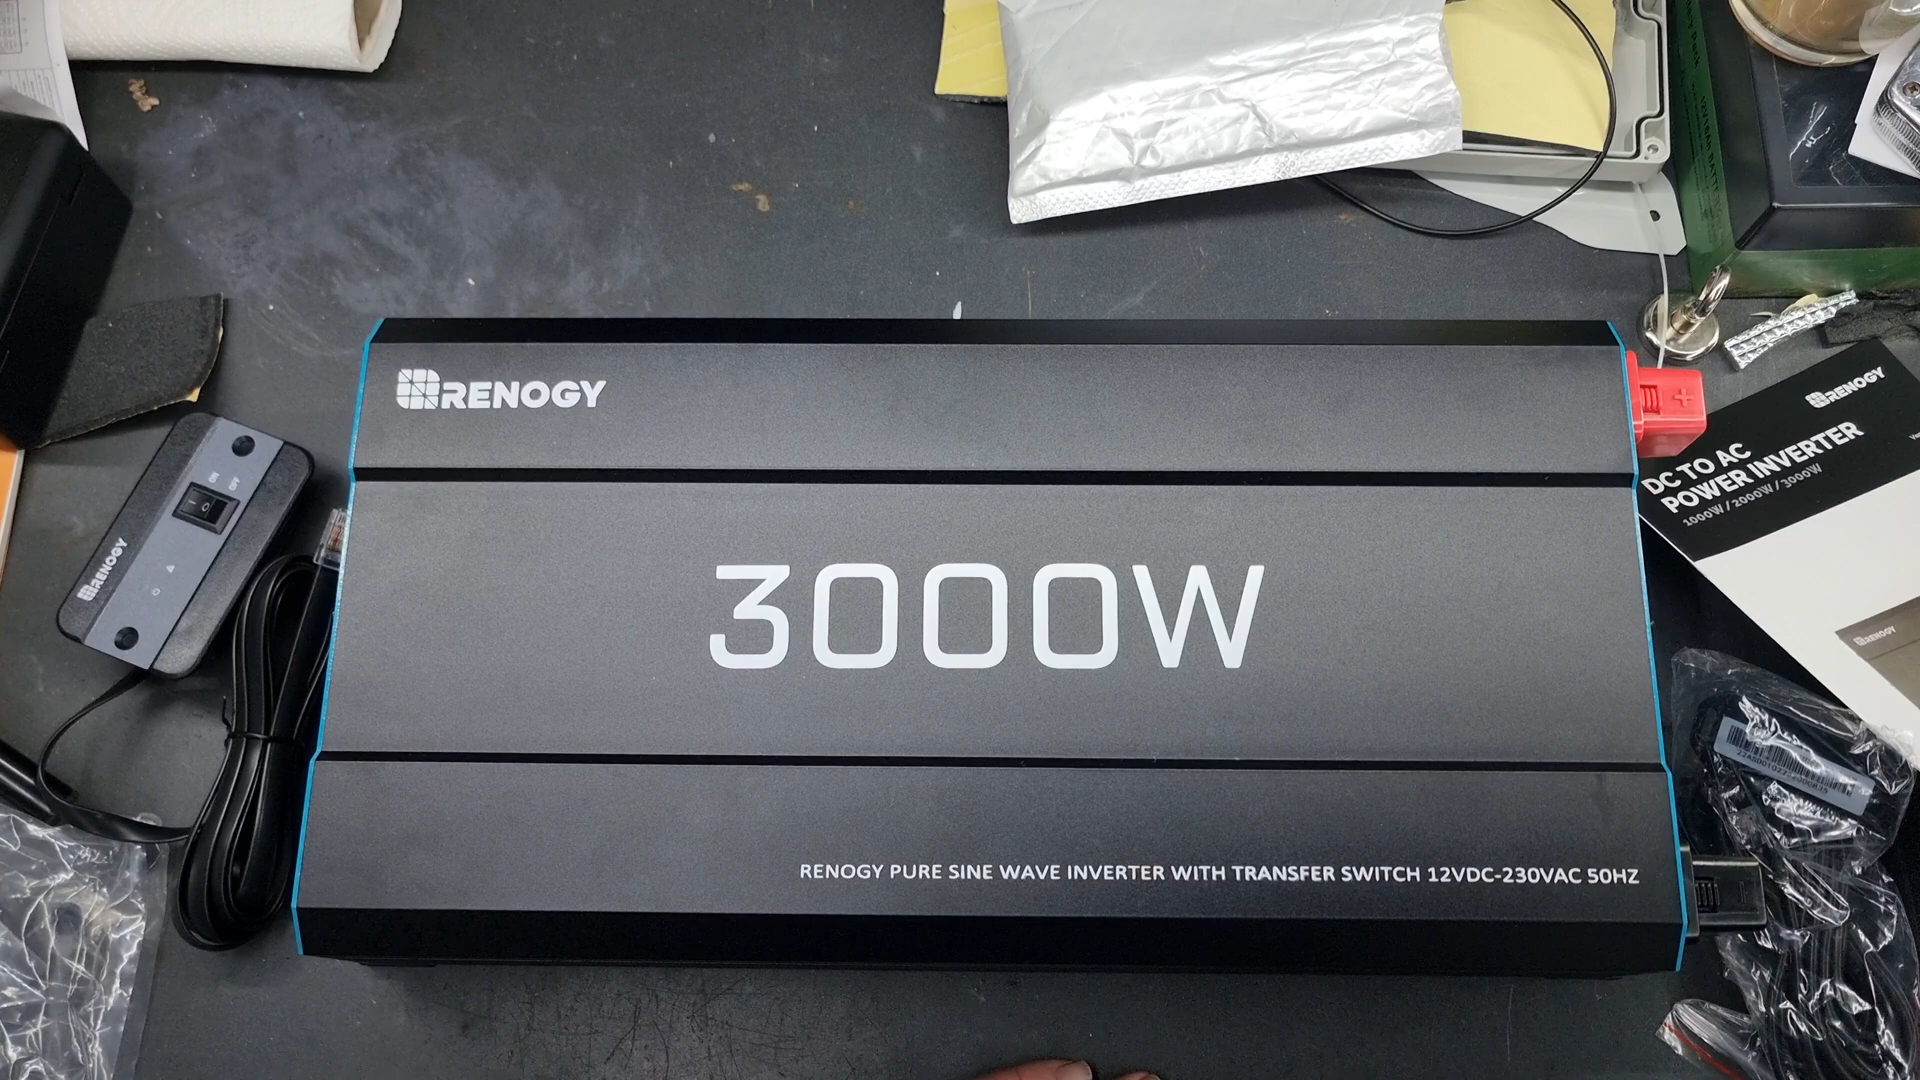 RENOGY
3000W
RENOGY PURE SINE WAVE INVERTER WITH TRANSFER SWITCH 12VDC-230VAC 50HZ
ON
OFF
RENOGY
+
RENOGY
DC TO AC
POWER INVERTER
1000W / 2000W / 3000W
RENOGY